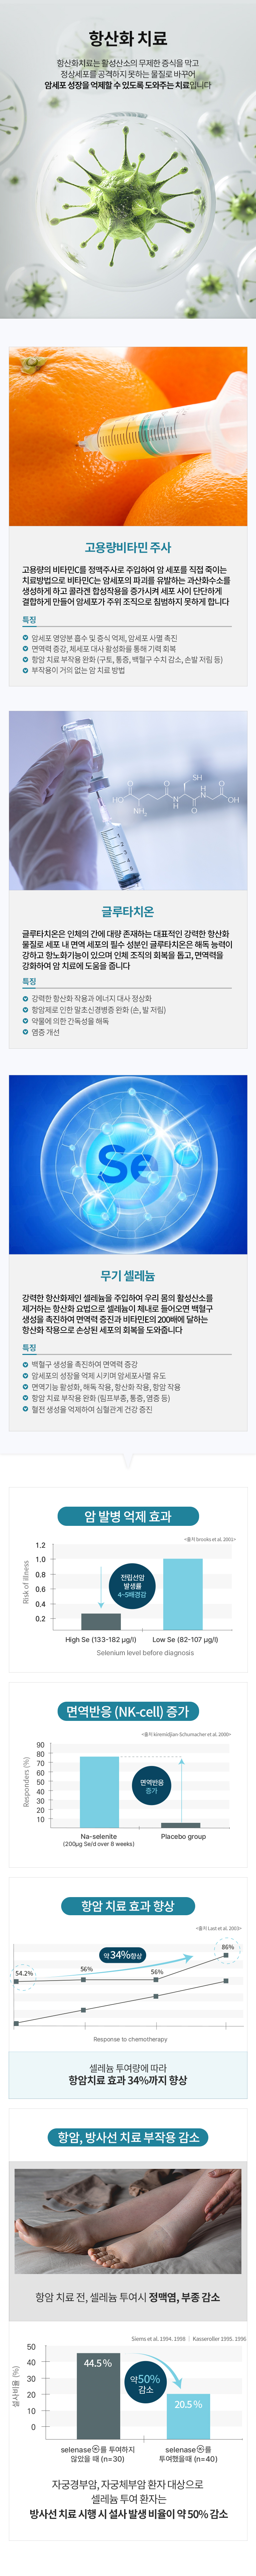 항산화 치료
항산화치료는 활성산소의 무제한 증식을 막고
정상세포를 공격하지 못하는 물질로 바꾸어
암세포 성장을 억제할 수 있도록 도와주는 치료입니다
고용량비타민 주사
고용량의 비타민C를 정맥주사로 주입하여 암 세포를 직접 죽이는
치료방법으로 비타민C는 암세포의 파괴를 유발하는 과산화수소를
생성하게 하고 콜라겐 합성작용을 증가시켜 세포 사이 단단하게
결합하게 만들어 암세포가 주위 조직으로 침범하지 못하게 합니다
특징
암세포 영양분 흡수 및 증식 억제, 암세포 사멸 촉진
면역력 증강, 체세포 대사 활성화를 통해 기력 회복
항암 치료 부작용 완화 (구토, 통증, 백혈구 수치 감소, 손발 저림 등)
부작용이 거의 없는 암 치료 방법
SH
O O H N O
HO N H OH
NH₂ O
1
2
3
4
5
글루타치온
글루타치온은 인체의 간에 대량 존재하는 대표적인 강력한 항산화
물질로 세포 내 면역 세포의 필수 성분인 글루타치온은 해독 능력이
강하고 항노화기능이 있으며 인체 조직의 회복을 돕고, 면역력을
강화하여 암 치료에 도움을 줍니다
특징
강력한 항산화 작용과 에너지 대사 정상화
항암제로 인한 말초신경병증 완화 (손, 발 저림)
약물에 의한 간독성을 해독
염증 개선
Se
무기 셀레늄
강력한 항산화제인 셀레늄을 주입하여 우리 몸의 활성산소를
제거하는 항산화 요법으로 셀레늄이 체내로 들어오면 백혈구
생성을 촉진하여 면역력 증진과 비타민E의 200배에 달하는
항산화 작용으로 손상된 세포의 회복을 도와줍니다
특징
백혈구 생성을 촉진하여 면역력 증강
암세포의 성장을 억제 시키며 암세포사멸 유도
면역기능 활성화, 해독 작용, 항산화 작용, 항암 작용
항암 치료 부작용 완화 (림프부종, 통증, 염증 등)
혈전 생성을 억제하여 심혈관계 건강 증진
암 발병 억제 효과
<출처 brooks et al. 2001>
Risk of illness
1.2
1.0
0.8
0.6
0.4
0.2
전립선암
발생률
4~5배경감
High Se (133-182 µg/l) Low Se (82-107 µg/l)
Selenium level before diagnosis
면역반응 (NK-cell) 증가
<출처 kiremidjian-Schumacher et al. 2000>
Responders (%)
90
80
70
60
50
40
30
20
10
면역반응
증가
Na-selenite Placebo group
(200µg Se/d over 8 weeks)
항암 치료 효과 향상
<출처 Last et al. 2003>
약34%향상
54.2%
56%
56%
86%
Response to chemotherapy
셀레늄 투여량에 따라
항암치료 효과 34%까지 향상
항암, 방사선 치료 부작용 감소
항암 치료 전, 셀레늄 투여시 정맥염, 부종 감소
Siems et al. 1994. 1998 | Kasseroller 1995. 1996
설사비율 (%)
50
40
30
20
10
0
44.5%
약50%
감소
20.5%
selenase®를 투여하지
않았을 때 (n=30)
selenase®를
투여했을때 (n=40)
자궁경부암, 자궁체부암 환자 대상으로
셀레늄 투여 환자는
방사선 치료 시행 시 설사 발생 비율이 약 50% 감소